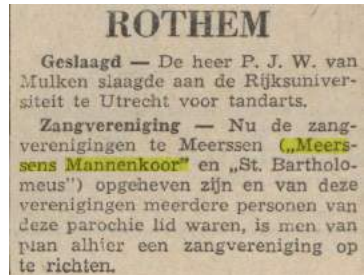 ROTHEM
Geslaagd — De heer P. J. W. van
Mulken slaagde aan de Rijksuniver-
siteit te Utrecht voor tandarts.
Zangvereniging — Nu de zang-
verenigingen te Meerssen („Meers-
sens Mannenkoor" en „St. Bartholo-
meus") opgeheven zijn en van deze
verenigingen meerdere personen van
deze parochie lid waren, is men van
plan alhier een zangvereniging op
te richten.